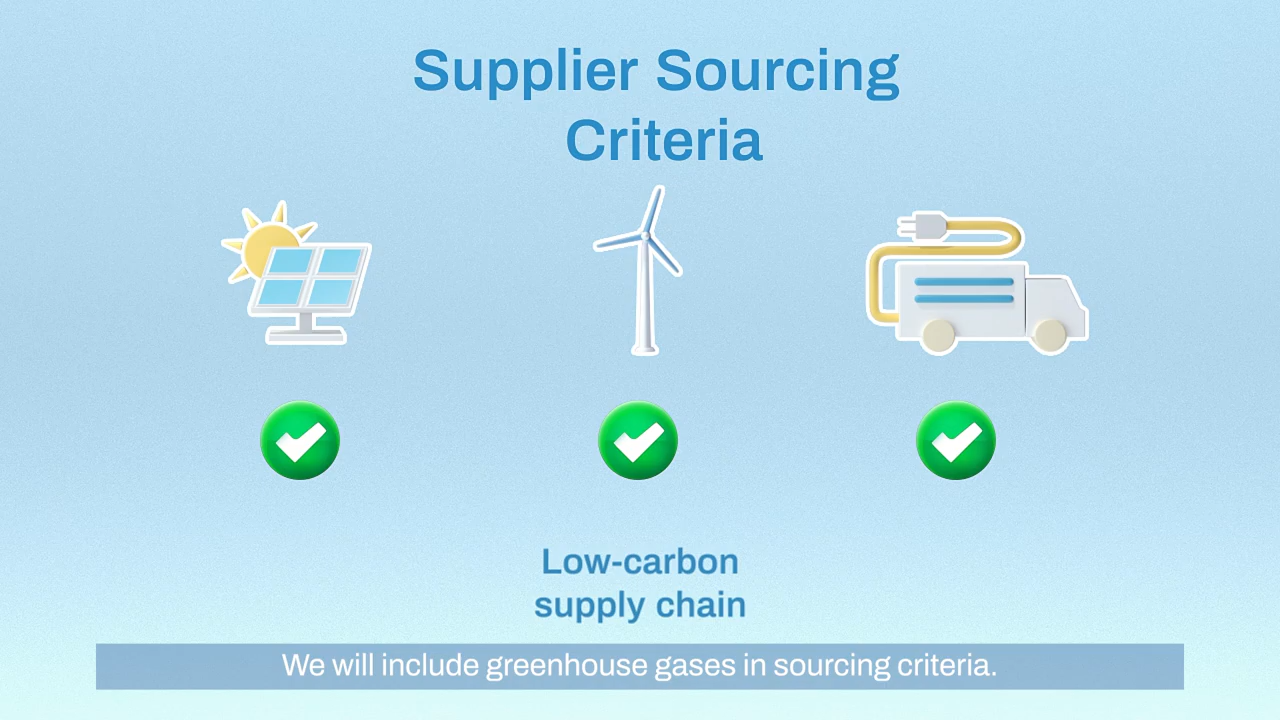 Supplier Sourcing
Criteria
Low-carbon
supply chain
We will include greenhouse gases in sourcing criteria.